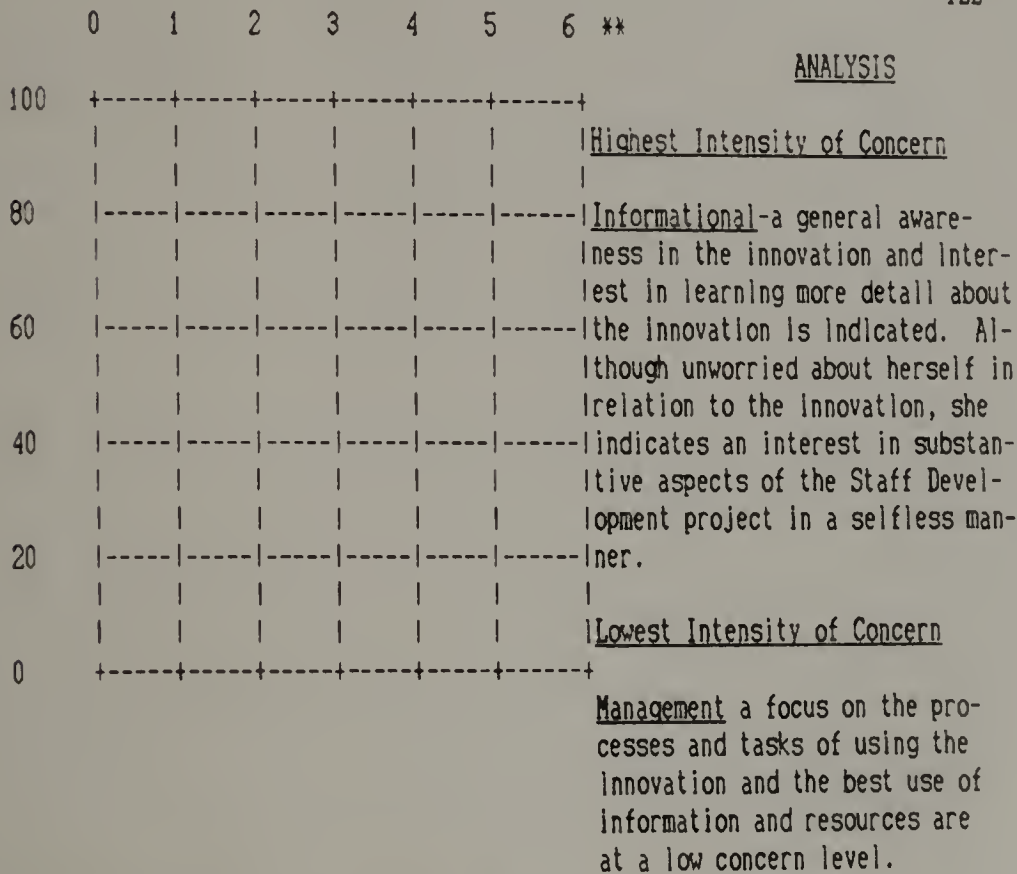 0 1 2 3 4 5 6 **
ANALYSIS
100 +-----+-----+-----+-----+-----+------+
| | | | | | |Highest Intensity of Concern
| | | | | | |
80 |-----|-----|-----|-----|-----|------|Informational-a general aware-
| | | | | | |ness in the innovation and inter-
| | | | | | |est in learning more detail about
60 |-----|-----|-----|-----|-----|------|the innovation is indicated. Al-
| | | | | | |though unworried about herself in
| | | | | | |relation to the innovation, she
40 |-----|-----|-----|-----|-----|------|indicates an interest in substan-
| | | | | | |tive aspects of the Staff Devel-
| | | | | | |opment project in a selfless man-
20 |-----|-----|-----|-----|-----|------|ner.
| | | | | | |
| | | | | | |Lowest Intensity of Concern
0 +-----+-----+-----+-----+-----+------+
Management a focus on the pro-
cesses and tasks of using the
innovation and the best use of
information and resources are
at a low concern level.